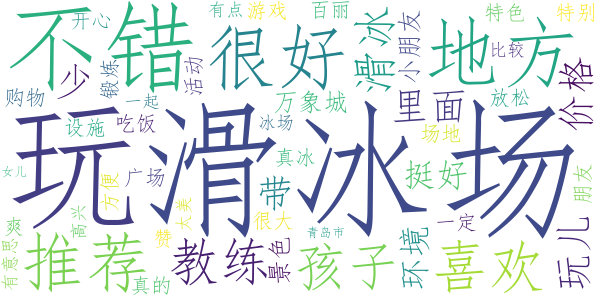 不错
开心
少
锻炼
购物
一起
有点
游戏
很好
活动
百丽
滑冰
小朋友
地方
特色
比较
特别
里面
放松
价格
万象城
设施
吃饭
冰场
真冰
场地
玩
滑冰场
女儿
广场
方便
带
挺好
朋友
爽
有意思
高兴
赞
太美
很大
青岛市
一定
推荐
真的
教练
景色
孩子
环境
喜欢
玩儿